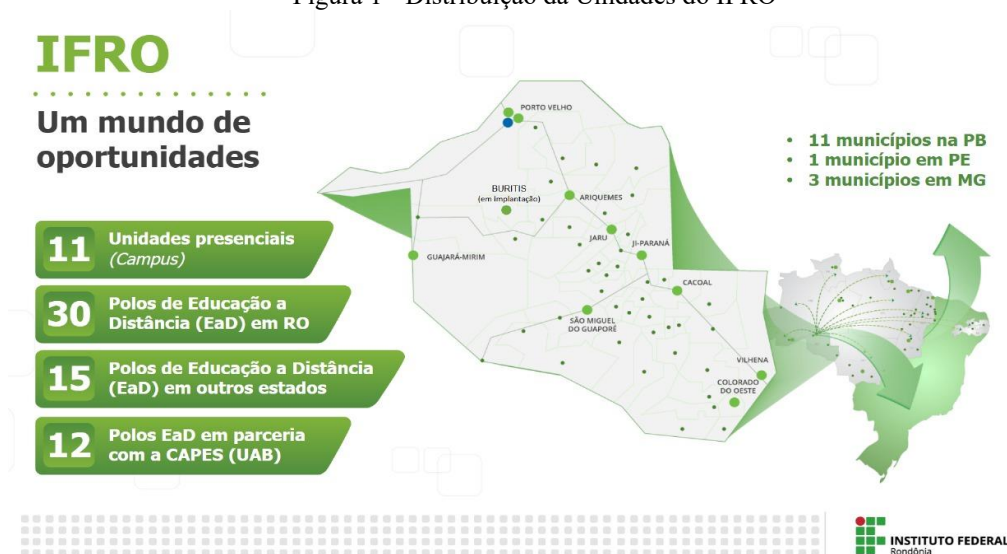 Figura 1 - Distribuição da Unidades do IFRO
IFRO
Um mundo de
oportunidades
11
Unidades presenciais
(Campus)
30
Polos de Educação a
Distância (EaD) em RO
15
Polos de Educação a Distância
(EaD) em outros estados
12
Polos EaD em parceria
com a CAPES (UAB)
PORTO VELHO
BURITIS
(em Implantação)
ARIQUEMES
GUAJARÁ-MIRIM
JARU
JI-PARANÁ
CACOAL
SÃO MIGUEL
DO GUAPORÉ
VILHENA
COLORADO
DO OESTE
• 11 municípios na PB
• 1 município em PE
• 3 municípios em MG
INSTITUTO FEDERAL
Rondônia